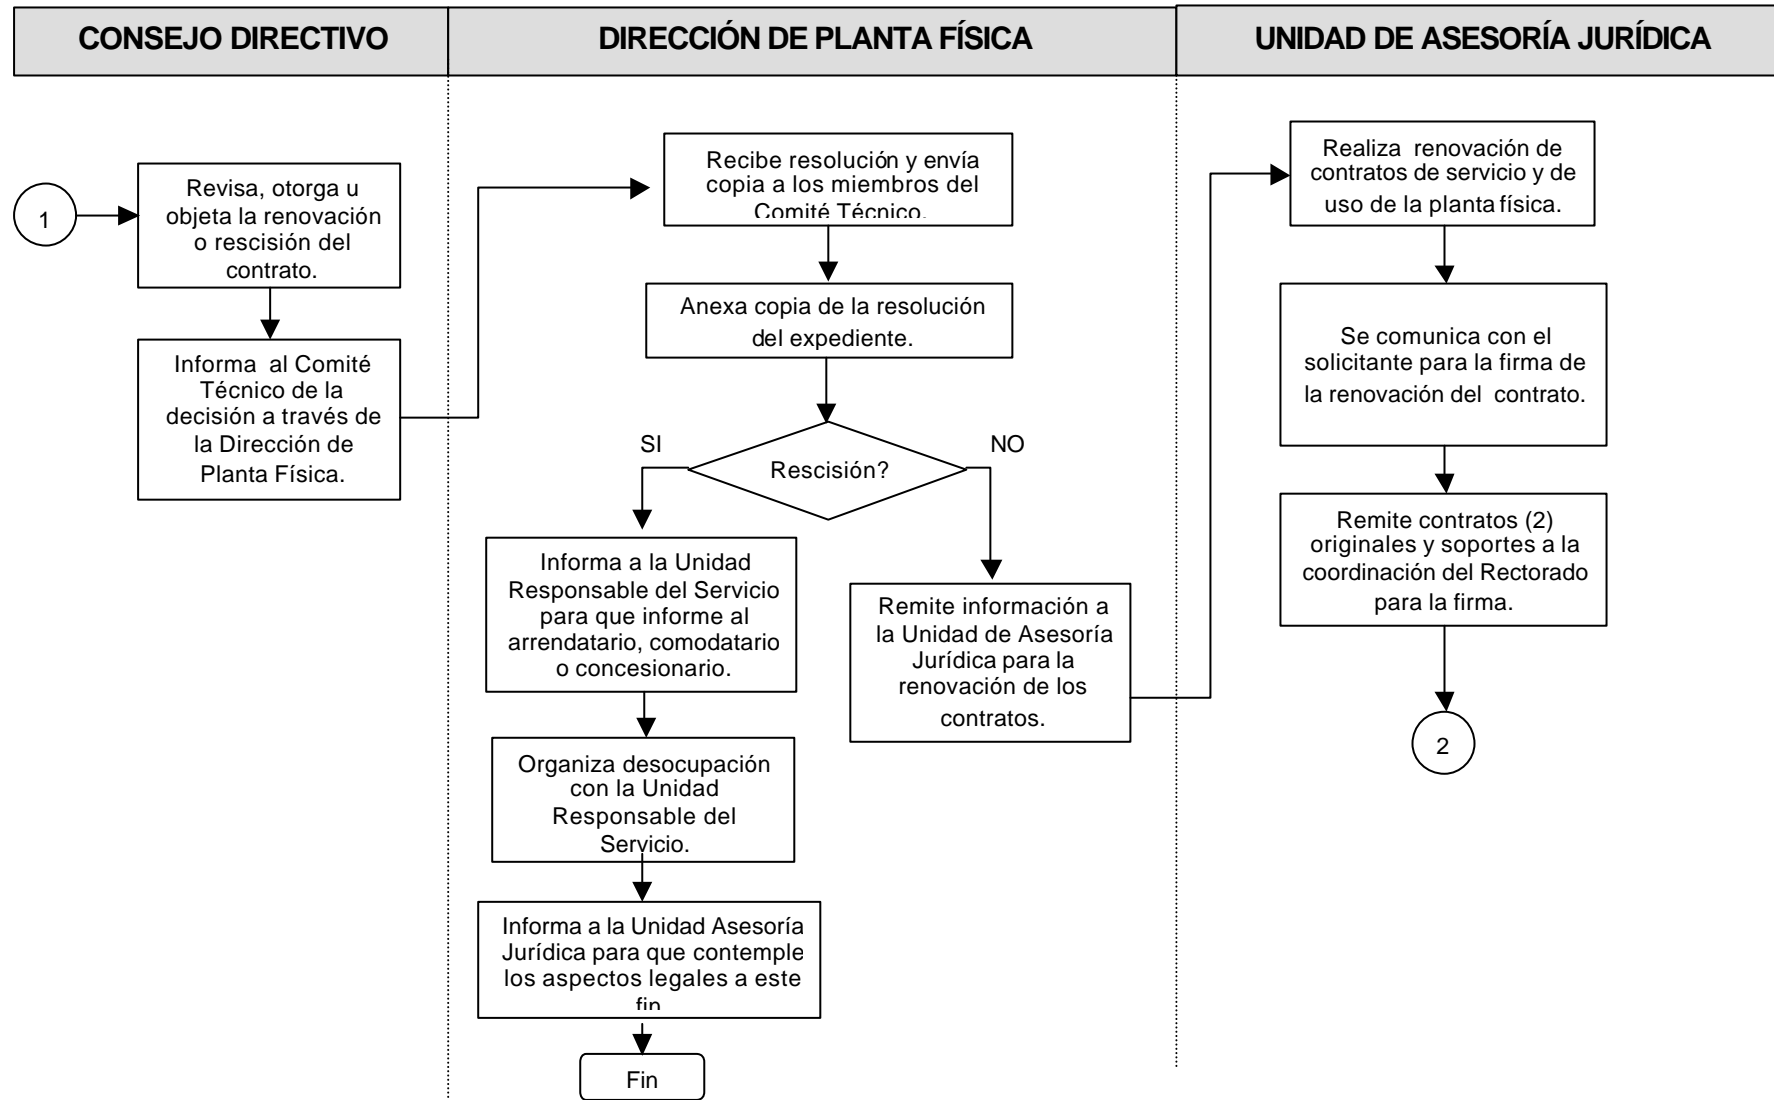 CONSEJO DIRECTIVO
DIRECCIÓN DE PLANTA FÍSICA
UNIDAD DE ASESORÍA JURÍDICA
1
Revisa, otorga u
objeta la renovación
o rescisión del
contrato.
Informa al Comité
Técnico de la
decisión a través de
la Dirección de
Planta Física.
Recibe resolución y envía
copia a los miembros del
Comité Técnico.
Anexa copia de la resolución
del expediente.
Rescisión?
SI
NO
Informa a la Unidad
Responsable del Servicio
para que informe al
arrendatario, comodatario
o concesionario.
Organiza desocupación
con la Unidad
Responsable del
Servicio.
Informa a la Unidad Asesoría
Jurídica para que contemple
los aspectos legales a este
fin
Fin
Remite información a
la Unidad de Asesoría
Jurídica para la
renovación de los
contratos.
Realiza renovación de
contratos de servicio y de
uso de la planta física.
Se comunica con el
solicitante para la firma de
la renovación del contrato.
Remite contratos (2)
originales y soportes a la
coordinación del Rectorado
para la firma.
2